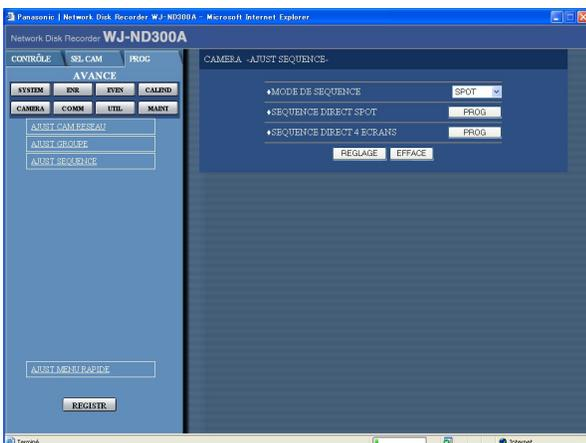 Panasonic | Network Disk Recorder WJ-ND300A - Microsoft Internet Explorer
Network Disk Recorder WJ-ND300A
CONTRÔLE SEL CAM PROG
AVANCE
SYSTEM ENR EVEN CALEND
CAMERA COMM UTIL MAINT
AJUST CAM RESEAU
AJUST GROUPE
AJUST SEQUENCE
AJUST MENU RAPIDE
REGISTR
CAMERA -AJUST SEQUENCE-
♦MODE DE SEQUENCE SPOT
♦SEQUENCE DIRECT SPOT PROG
♦SEQUENCE DIRECT 4 ECRANS PROG
REGLAGE EFFACE
Terminé Internet